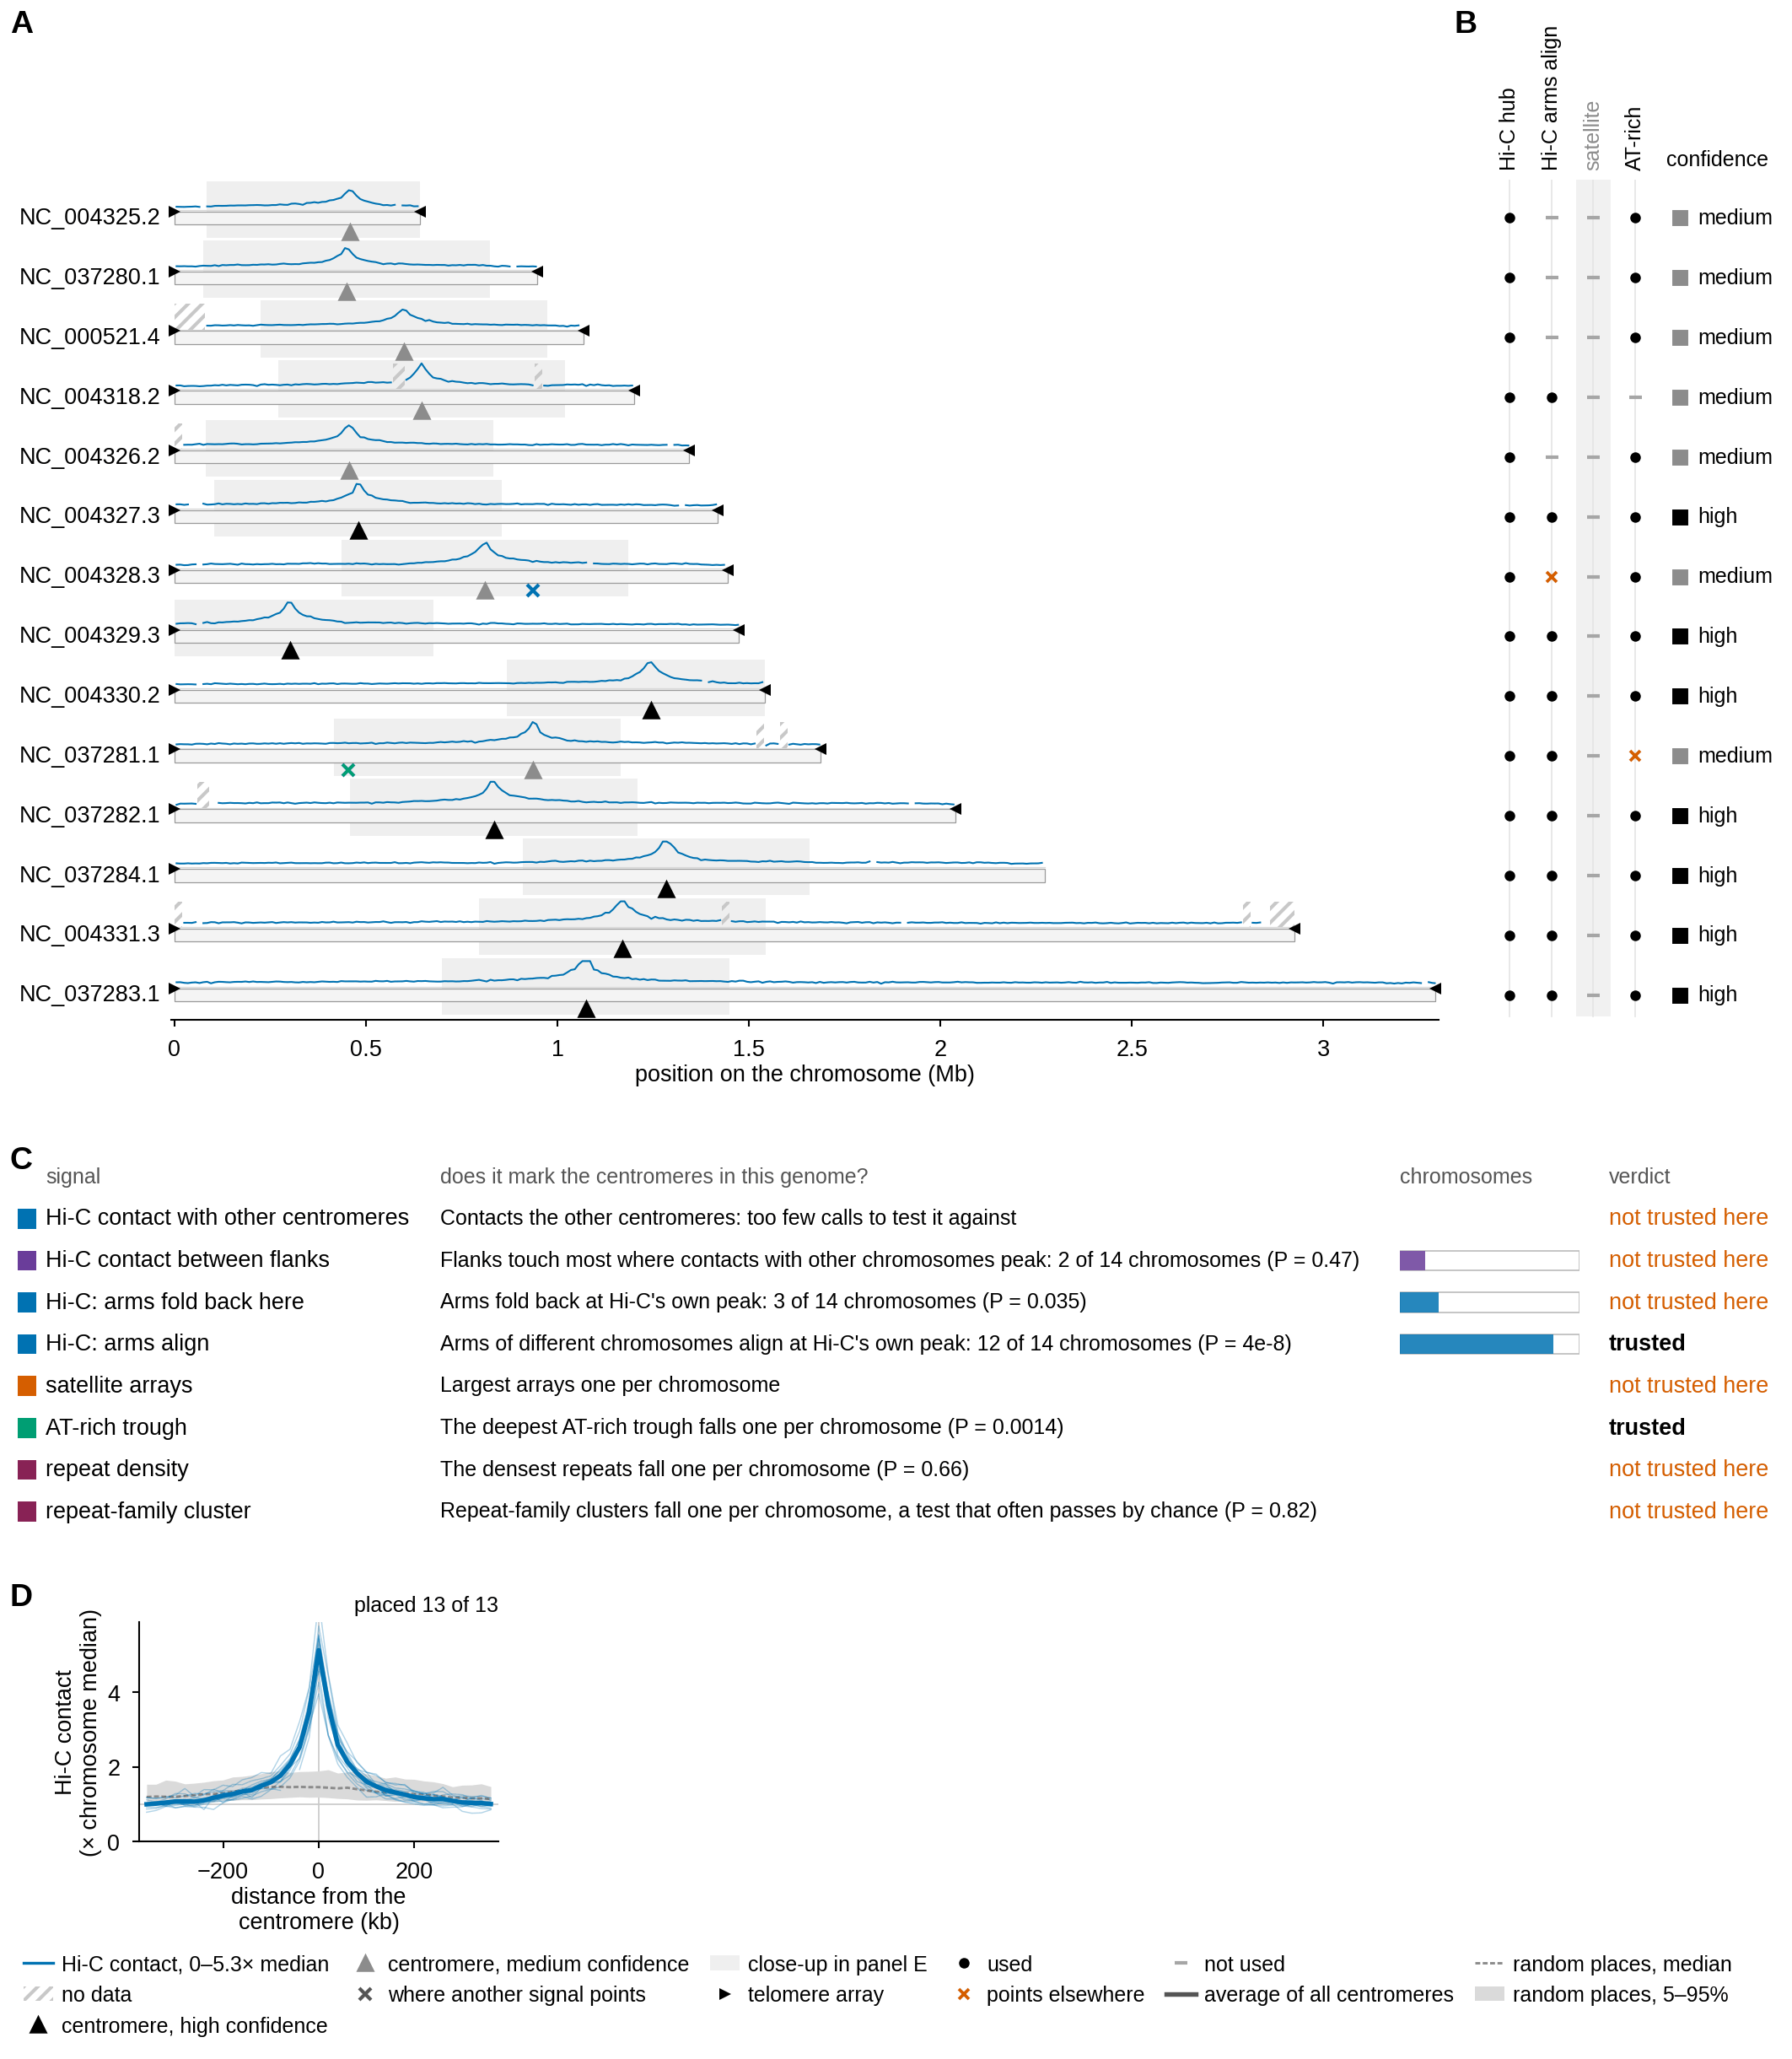 A
B
Hi-C hub
Hi-C arms align
satellite
AT-rich
confidence
NC_004325.2
medium
NC_037280.1
medium
NC_000521.4
medium
NC_004318.2
medium
NC_004326.2
medium
NC_004327.3
high
NC_004328.3
medium
NC_004329.3
high
NC_004330.2
high
NC_037281.1
medium
NC_037282.1
high
NC_037284.1
high
NC_004331.3
high
NC_037283.1
high
0 0.5 1 1.5 2 2.5 3
position on the chromosome (Mb)
C
signal does it mark the centromeres in this genome? chromosomes verdict
Hi-C contact with other centromeres Contacts the other centromeres: too few calls to test it against not trusted here
Hi-C contact between flanks Flanks touch most where contacts with other chromosomes peak: 2 of 14 chromosomes (P = 0.47) not trusted here
Hi-C: arms fold back here Arms fold back at Hi-C's own peak: 3 of 14 chromosomes (P = 0.035) not trusted here
Hi-C: arms align Arms of different chromosomes align at Hi-C's own peak: 12 of 14 chromosomes (P = 4e-8) trusted
satellite arrays Largest arrays one per chromosome not trusted here
AT-rich trough The deepest AT-rich trough falls one per chromosome (P = 0.0014) trusted
repeat density The densest repeats fall one per chromosome (P = 0.66) not trusted here
repeat-family cluster Repeat-family clusters fall one per chromosome, a test that often passes by chance (P = 0.82) not trusted here
D
placed 13 of 13
Hi-C contact
(× chromosome median)
4
2
0
−200 0 200
distance from the
centromere (kb)
Hi-C contact, 0–5.3× median centromere, medium confidence close-up in panel E used not used random places, median
no data where another signal points telomere array points elsewhere average of all centromeres random places, 5–95%
centromere, high confidence